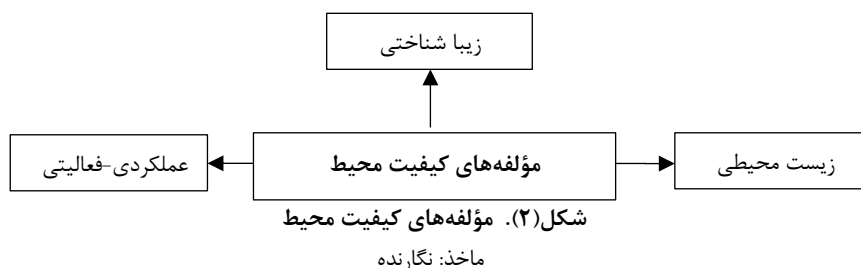 زیبا شناختی
زیست محیطی
مؤلفه‌های کیفیت محیط
عملکردی-فعالیتی
شکل(۲). مؤلفه‌های کیفیت محیط
ماخذ: نگارنده